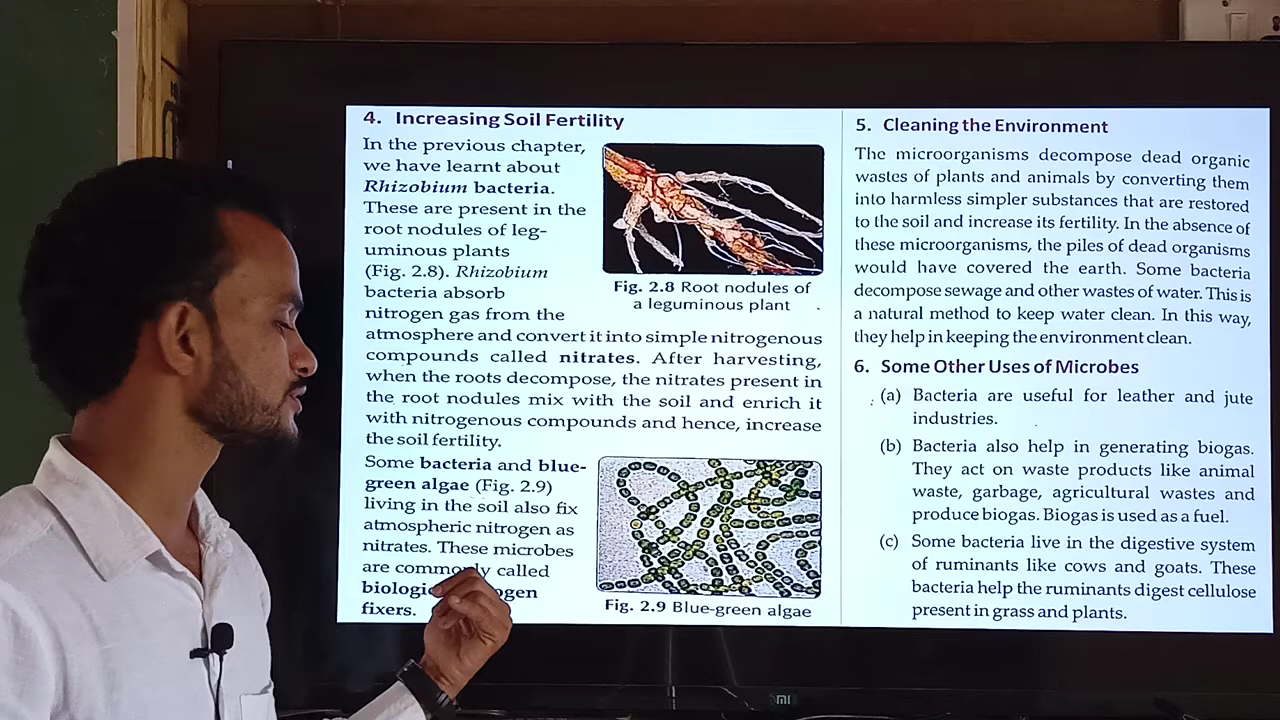 4. Increasing Soil Fertility
In the previous chapter,
we have learnt about
Rhizobium bacteria.
These are present in the
root nodules of leg-
uminous plants
(Fig. 2.8). Rhizobium
bacteria absorb
nitrogen gas from the
Fig. 2.8 Root nodules of
a leguminous plant
atmosphere and convert it into simple nitrogenous
compounds called nitrates. After harvesting,
when the roots decompose, the nitrates present in
the root nodules mix with the soil and enrich it
with nitrogenous compounds and hence, increase
the soil fertility.
Some bacteria and blue-
green algae (Fig. 2.9)
living in the soil also fix
atmospheric nitrogen as
nitrates. These microbes
are commonly called
fixers.
Fig. 2.9 Blue-green algae
5. Cleaning the Environment
The microorganisms decompose dead organic
wastes of plants and animals by converting them
into harmless simpler substances that are restored
to the soil and increase its fertility. In the absence of
these microorganisms, the piles of dead organisms
would have covered the earth. Some bacteria
decompose sewage and other wastes of water. This is
a natural method to keep water clean. In this way,
they help in keeping the environment clean.
6. Some Other Uses of Microbes
(a) Bacteria are useful for leather and jute
industries.
(b) Bacteria also help in generating biogas.
They act on waste products like animal
waste, garbage, agricultural wastes and
produce biogas. Biogas is used as a fuel.
(c) Some bacteria live in the digestive system
of ruminants like cows and goats. These
bacteria help the ruminants digest cellulose
present in grass and plants.
mi